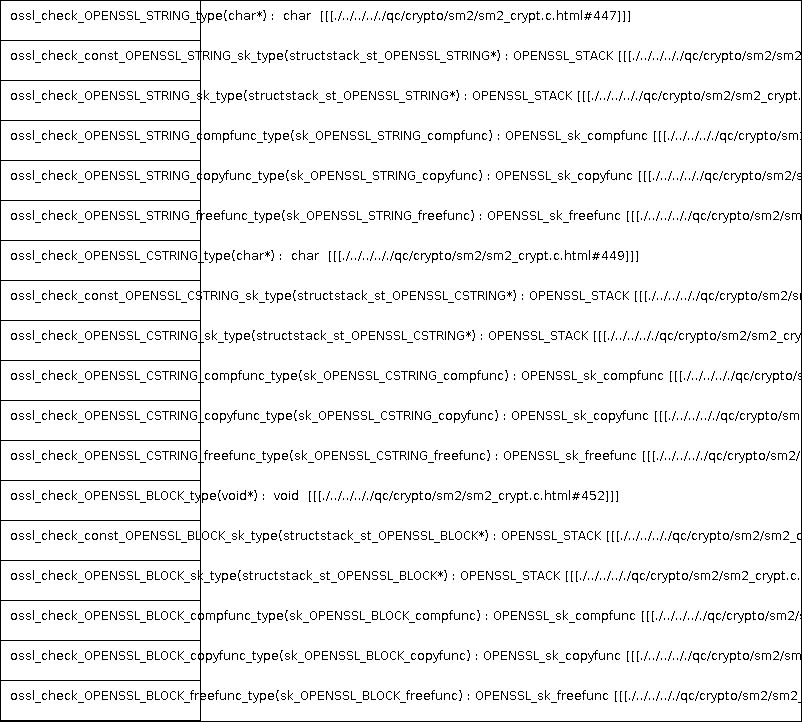 ossl_check_OPENSSL_STRING_type(char*) : char [[[./../../../qc/crypto/sm2/sm2_crypt.c.html#447]]]
ossl_check_const_OPENSSL_STRING_sk_type(structstack_st_OPENSSL_STRING*) : OPENSSL_STACK [[[./../../../qc/crypto/sm2/sm2
ossl_check_OPENSSL_STRING_sk_type(structstack_st_OPENSSL_STRING*) : OPENSSL_STACK [[[./../../../qc/crypto/sm2/sm2_crypt.
ossl_check_OPENSSL_STRING_compfunc_type(sk_OPENSSL_STRING_compfunc) : OPENSSL_sk_compfunc [[[./../../../qc/crypto/sm
ossl_check_OPENSSL_STRING_copyfunc_type(sk_OPENSSL_STRING_copyfunc) : OPENSSL_sk_copyfunc [[[./../../../qc/crypto/sm2/
ossl_check_OPENSSL_STRING_freefunc_type(sk_OPENSSL_STRING_freefunc) : OPENSSL_sk_freefunc [[[./../../../qc/crypto/sm2/sm
ossl_check_OPENSSL_CSTRING_type(char*) : char [[[./../../../qc/crypto/sm2/sm2_crypt.c.html#449]]]
ossl_check_const_OPENSSL_CSTRING_sk_type(structstack_st_OPENSSL_CSTRING*) : OPENSSL_STACK [[[./../../../qc/crypto/sm2/s
ossl_check_OPENSSL_CSTRING_sk_type(structstack_st_OPENSSL_CSTRING*) : OPENSSL_STACK [[[./../../../qc/crypto/sm2/sm2_cry
ossl_check_OPENSSL_CSTRING_compfunc_type(sk_OPENSSL_CSTRING_compfunc) : OPENSSL_sk_compfunc [[[./../../../qc/crypto/s
ossl_check_OPENSSL_CSTRING_copyfunc_type(sk_OPENSSL_CSTRING_copyfunc) : OPENSSL_sk_copyfunc [[[./../../../qc/crypto/sm
ossl_check_OPENSSL_CSTRING_freefunc_type(sk_OPENSSL_CSTRING_freefunc) : OPENSSL_sk_freefunc [[[./../../../qc/crypto/sm2/
ossl_check_OPENSSL_BLOCK_type(void*) : void [[[./../../../qc/crypto/sm2/sm2_crypt.c.html#452]]]
ossl_check_const_OPENSSL_BLOCK_sk_type(structstack_st_OPENSSL_BLOCK*) : OPENSSL_STACK [[[./../../../qc/crypto/sm2/sm2_c
ossl_check_OPENSSL_BLOCK_sk_type(structstack_st_OPENSSL_BLOCK*) : OPENSSL_STACK [[[./../../../qc/crypto/sm2/sm2_crypt.c.
ossl_check_OPENSSL_BLOCK_compfunc_type(sk_OPENSSL_BLOCK_compfunc) : OPENSSL_sk_compfunc [[[./../../../qc/crypto/sm2/
ossl_check_OPENSSL_BLOCK_copyfunc_type(sk_OPENSSL_BLOCK_copyfunc) : OPENSSL_sk_copyfunc [[[./../../../qc/crypto/sm2/sm
ossl_check_OPENSSL_BLOCK_freefunc_type(sk_OPENSSL_BLOCK_freefunc) : OPENSSL_sk_freefunc [[[./../../../qc/crypto/sm2/sm2_